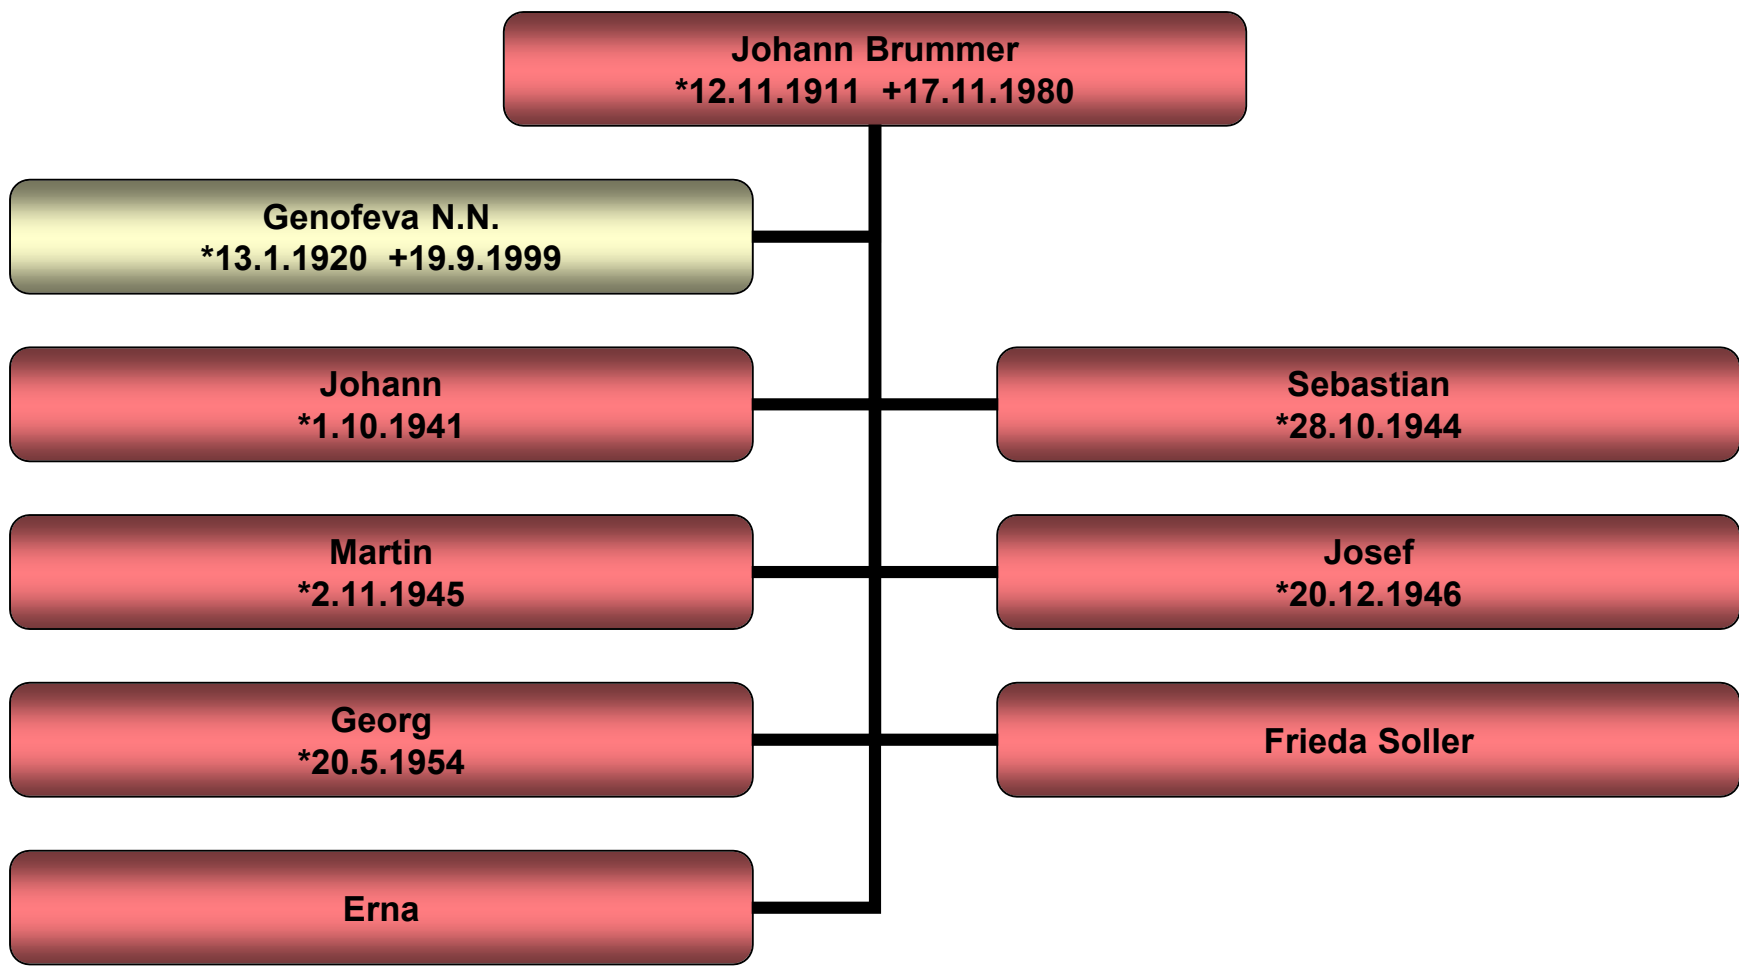 Johann Brummer
*12.11.1911 +17.11.1980
Genofeva N.N.
*13.1.1920 +19.9.1999
Johann
*1.10.1941
Sebastian
*28.10.1944
Martin
*2.11.1945
Josef
*20.12.1946
Georg
*20.5.1954
Frieda Soller
Erna